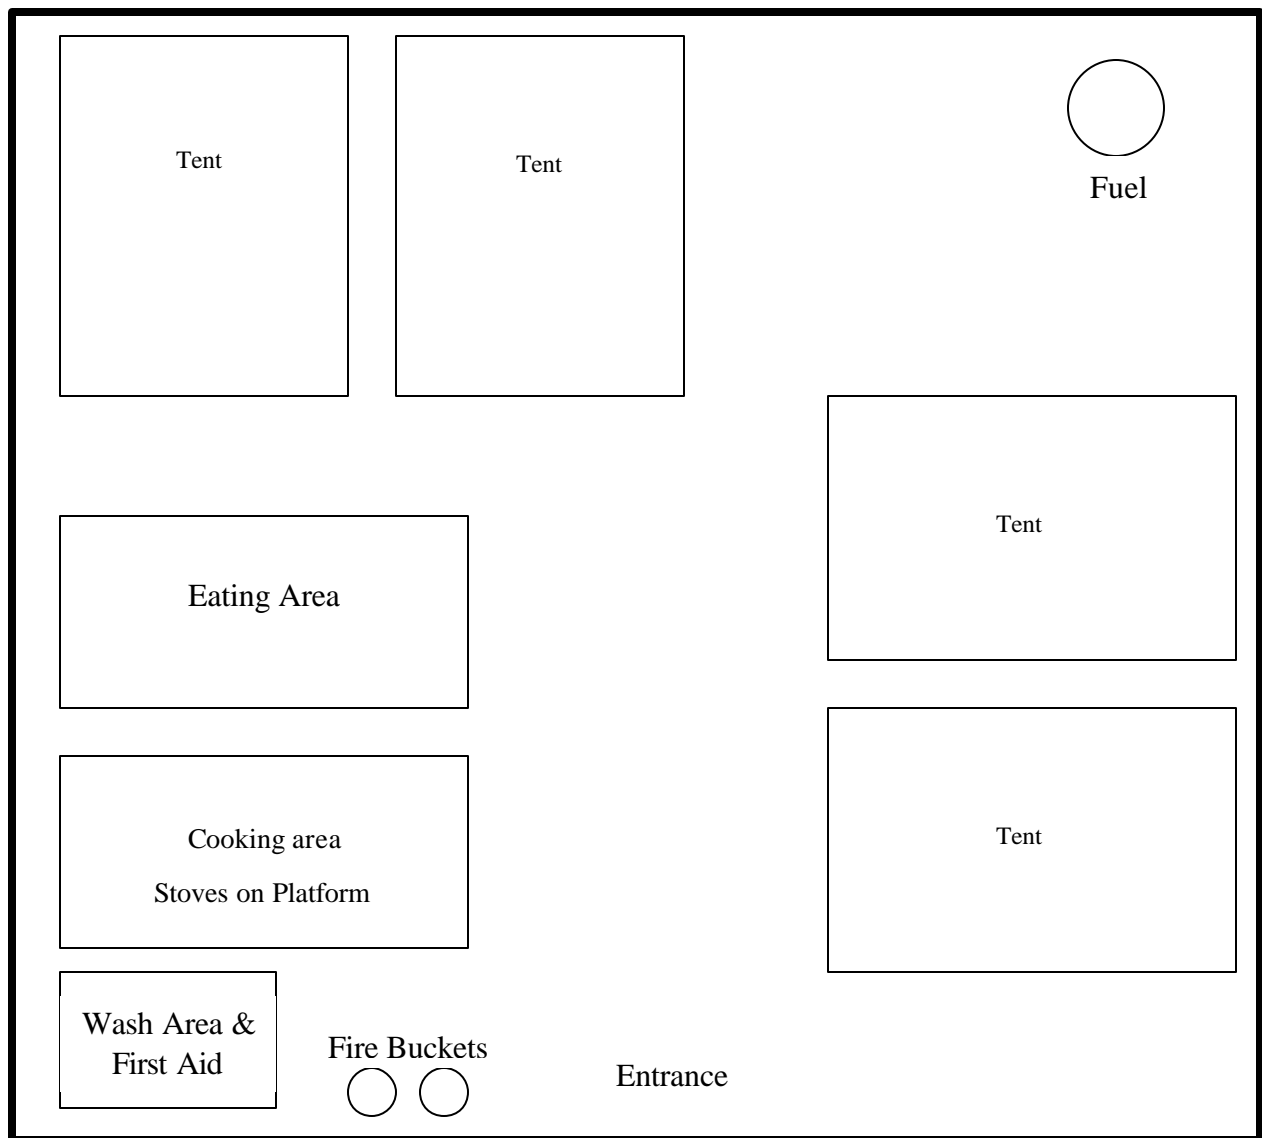 Tent
Tent
Fuel
Tent
Eating Area
Tent
Cooking area
Stoves on Platform
Wash Area &
First Aid
Fire Buckets
Entrance